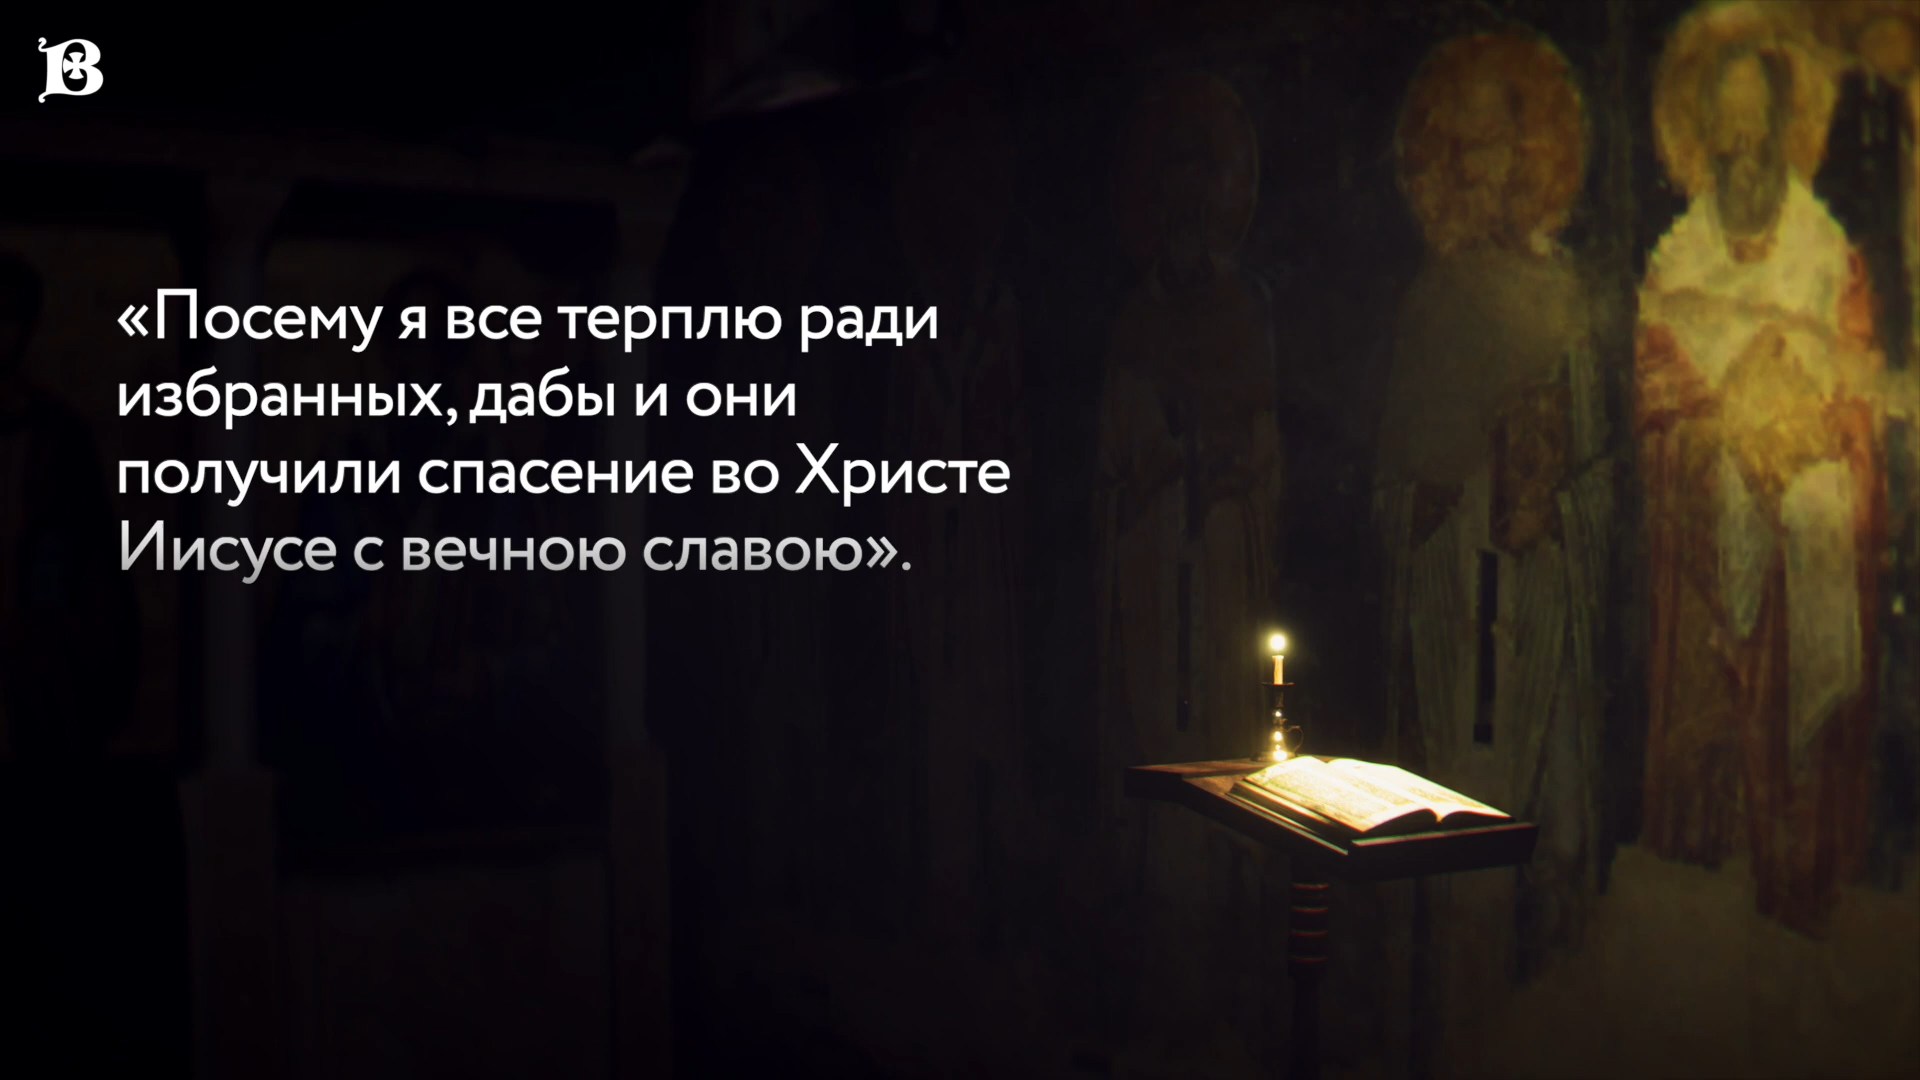 «Посему я все терплю ради
избранных, дабы и они
получили спасение во Христе
Иисусе с вечною славою».